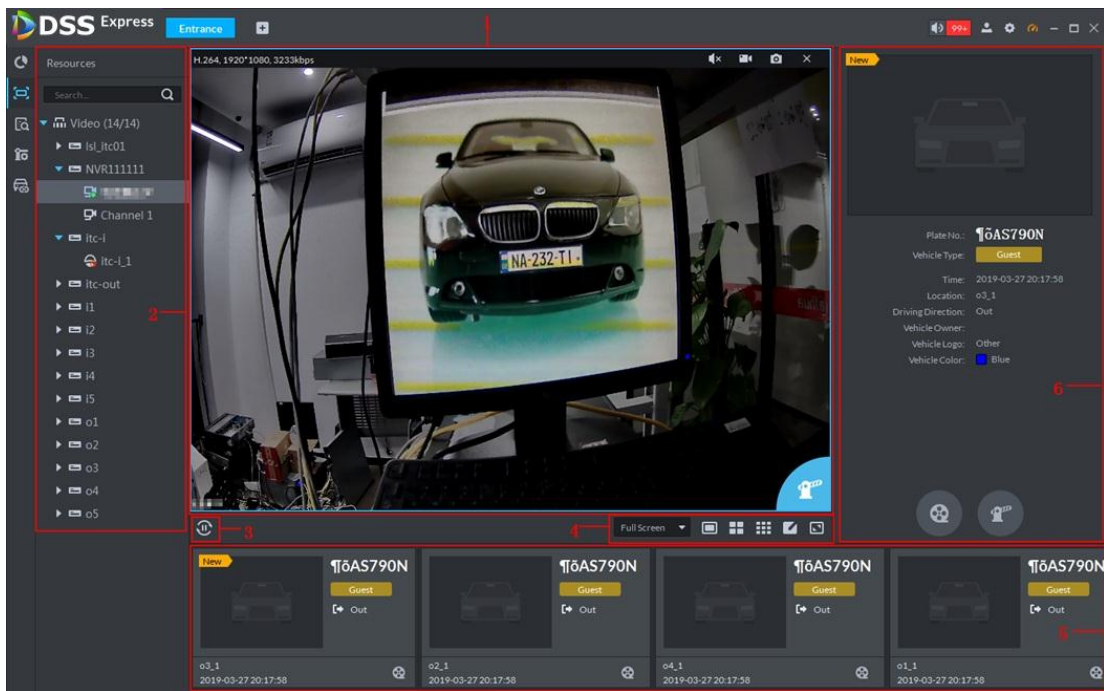 DSS Express
Entrance
1
99+
Resources
Search...
Video (14/14)
lsl_itc01
NVR111111
Channel 1
itc-i
itc-i_1
itc-out
i1
i2
i3
i4
i5
o1
o2
o3
o4
o5
2
H.264, 1920*1080, 3233kbps
NA-232-TI
3
4
Full Screen
New
Plate No.: ¶õAS790N
Vehicle Type: Guest
Time: 2019-03-27 20:17:58
Location: o3_1
Driving Direction: Out
Vehicle Owner:
Vehicle Logo: Other
Vehicle Color: Blue
6
New
¶õAS790N
Guest
Out
o3_1
2019-03-27 20:17:58
¶õAS790N
Guest
Out
o2_1
2019-03-27 20:17:58
¶õAS790N
Guest
Out
o4_1
2019-03-27 20:17:58
¶õAS790N
Guest
Out
o1_1
2019-03-27 20:17:58
5